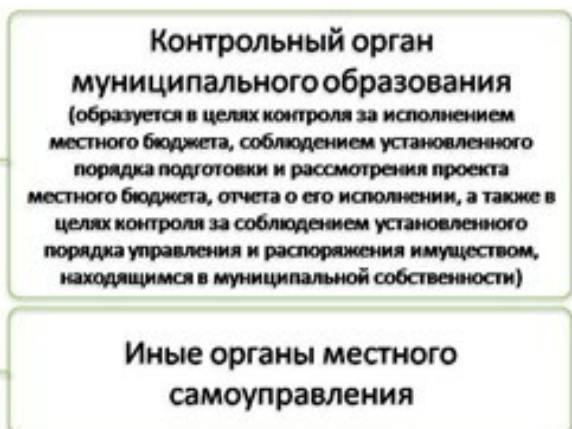 Контрольный орган
муниципального образования
(образуется в целях контроля за исполнением
местного бюджета, соблюдением установленного
порядка подготовки и рассмотрения проекта
местного бюджета, отчета о его исполнении, а также в
целях контроля за соблюдением установленного
порядка управления и распоряжения имуществом,
находящимся в муниципальной собственности)
Иные органы местного
самоуправления